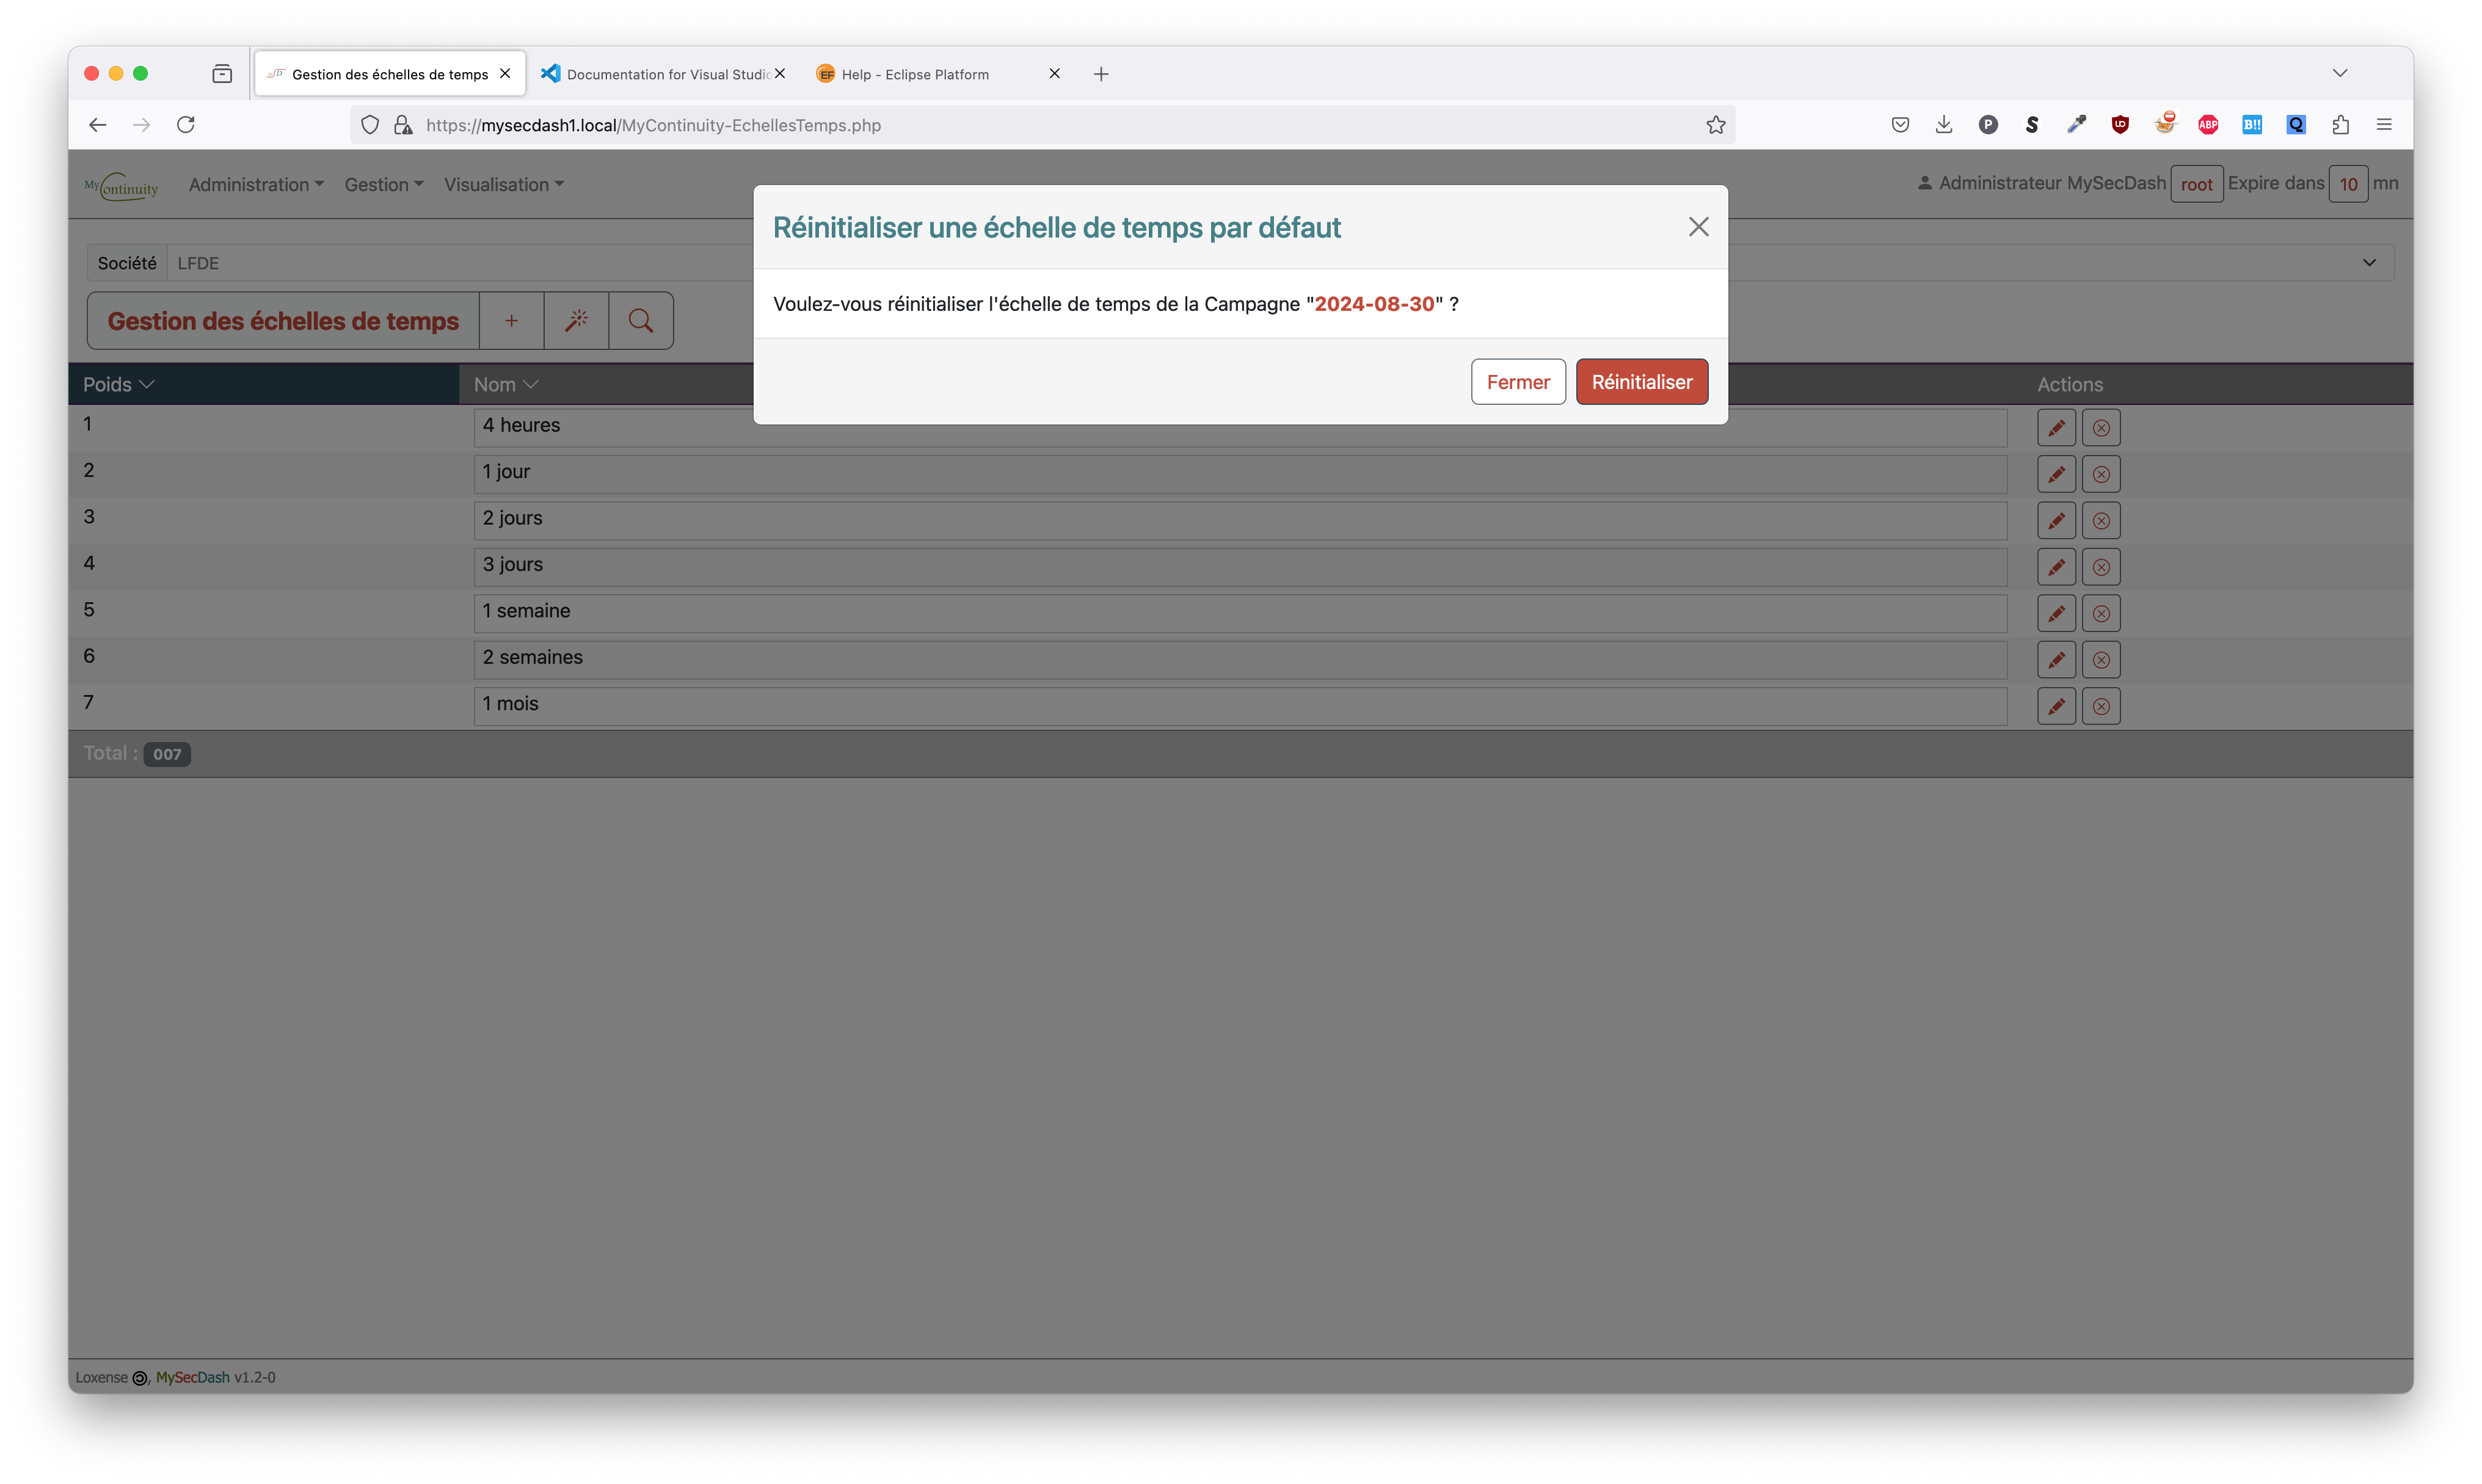 Gestion des échelles de temps
Documentation for Visual Studio
Help - Eclipse Platform
https://mysecdash1.local/MyContinuity-EchellesTemps.php
P S UD ABP B!! Q
MyContinuity Administration Gestion Visualisation Administrateur MySecDash root Expire dans 10 mn
Réinitialiser une échelle de temps par défaut
Société LFDE
Voulez-vous réinitialiser l'échelle de temps de la Campagne "2024-08-30" ?
Gestion des échelles de temps +
Fermer Réinitialiser
Poids Nom Actions
1 4 heures
2 1 jour
3 2 jours
4 3 jours
5 1 semaine
6 2 semaines
7 1 mois
Total : 007
Loxense , MySecDash v1.2-0